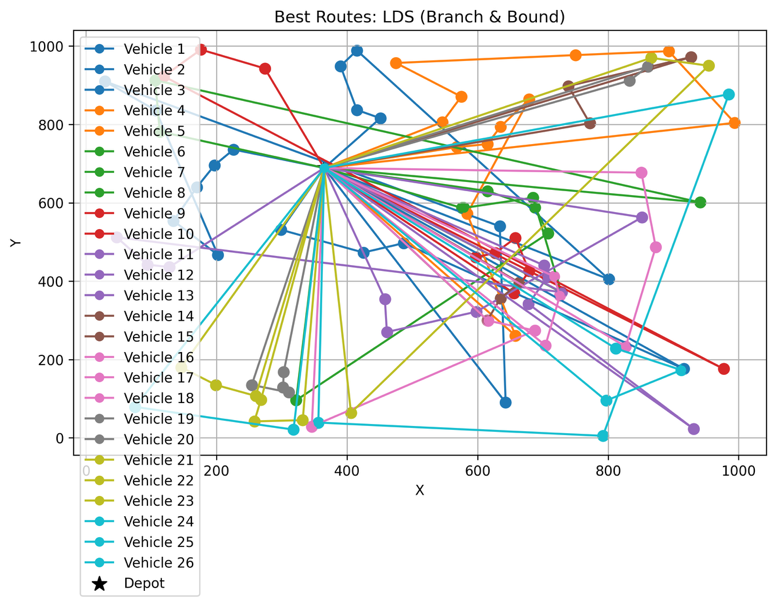 Best Routes: LDS (Branch & Bound)
1000
800
600
400
200
0
Y
0
200
400
600
800
1000
X
Vehicle 1
Vehicle 2
Vehicle 3
Vehicle 4
Vehicle 5
Vehicle 6
Vehicle 7
Vehicle 8
Vehicle 9
Vehicle 10
Vehicle 11
Vehicle 12
Vehicle 13
Vehicle 14
Vehicle 15
Vehicle 16
Vehicle 17
Vehicle 18
Vehicle 19
Vehicle 20
Vehicle 21
Vehicle 22
Vehicle 23
Vehicle 24
Vehicle 25
Vehicle 26
Depot